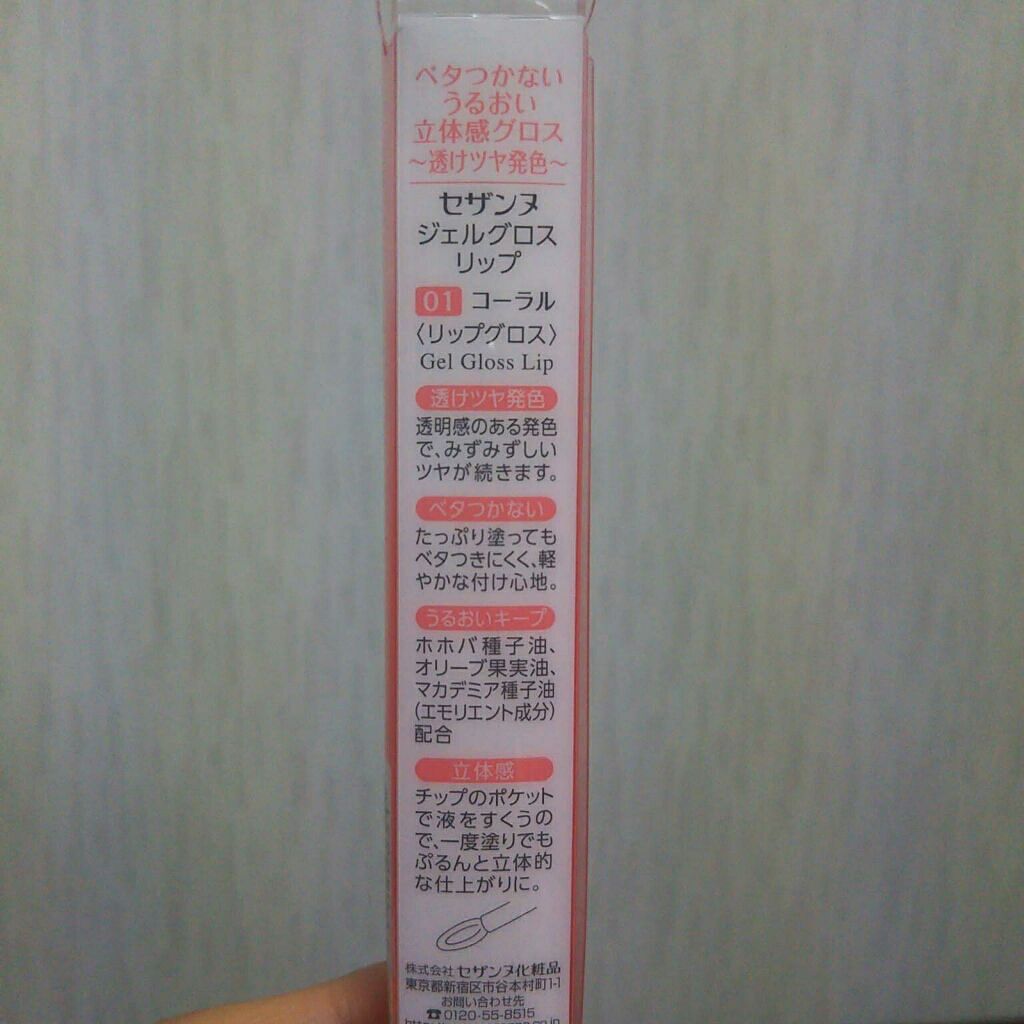 ベタつかない
うるおい
立体感グロス
～透けツヤ発色～
セザンヌ
ジェルグロス
リップ
01 コーラル
〈リップグロス〉
Gel Gloss Lip
透けツヤ発色
透明感のある発色
で、みずみずしい
ツヤが続きます。
ベタつかない
たっぷり塗っても
ベタつきにくく、軽
やかな付け心地。
うるおいキープ
ホホバ種子油、
オリーブ果実油、
マカデミア種子油
(エモリエント成分)
配合
立体感
チップのポケット
で液をすくうの
で、一度塗りでも
ぷるんと立体的
な仕上がりに。
株式会社 セザンヌ化粧品
東京都新宿区市谷本村町1-1
お問い合わせ先
☎0120-55-8515